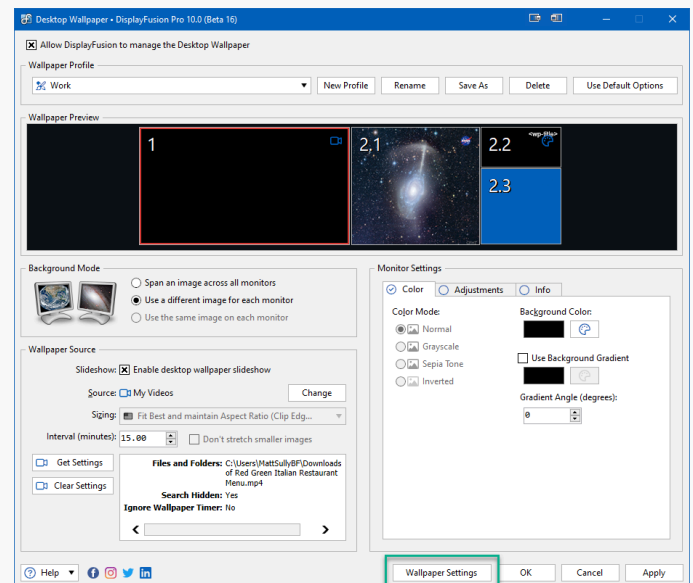 Desktop Wallpaper • DisplayFusion Pro 10.0 (Beta 16)
Allow DisplayFusion to manage the Desktop Wallpaper
Wallpaper Profile
Work
New Profile
Rename
Save As
Delete
Use Default Options
Wallpaper Preview
1
2.1
2.2
<wp-title>
2.3
Background Mode
Span an image across all monitors
Use a different image for each monitor
Use the same image on each monitor
Wallpaper Source
Slideshow: Enable desktop wallpaper slideshow
Source: My Videos
Change
Sizing: Fit Best and maintain Aspect Ratio (Clip Edg...
Interval (minutes): 15.00
Don't stretch smaller images
Get Settings
Clear Settings
Files and Folders: C:\Users\MattSullyBF\Downloads
of Red Green Italian Restaurant
Menu.mp4
Search Hidden: Yes
Ignore Wallpaper Timer: No
Monitor Settings
Color
Adjustments
Info
Color Mode:
Normal
Grayscale
Sepia Tone
Inverted
Background Color:
Use Background Gradient
Gradient Angle (degrees):
0
Help
Wallpaper Settings
OK
Cancel
Apply